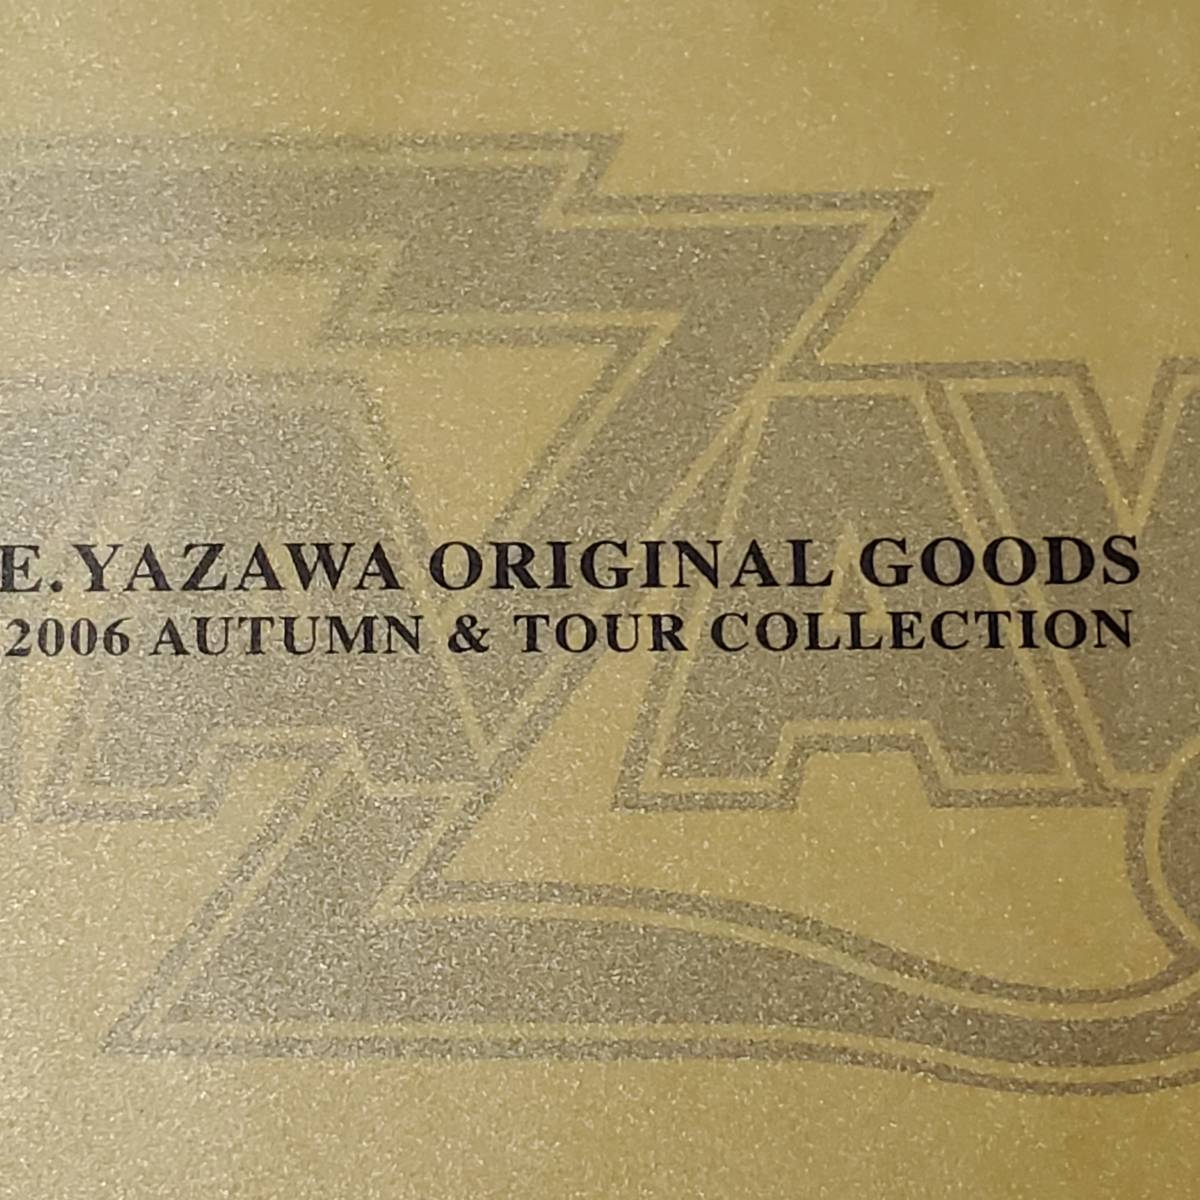 E.YAZAWA ORIGINAL GOODS
2006 AUTUMN & TOUR COLLECTION